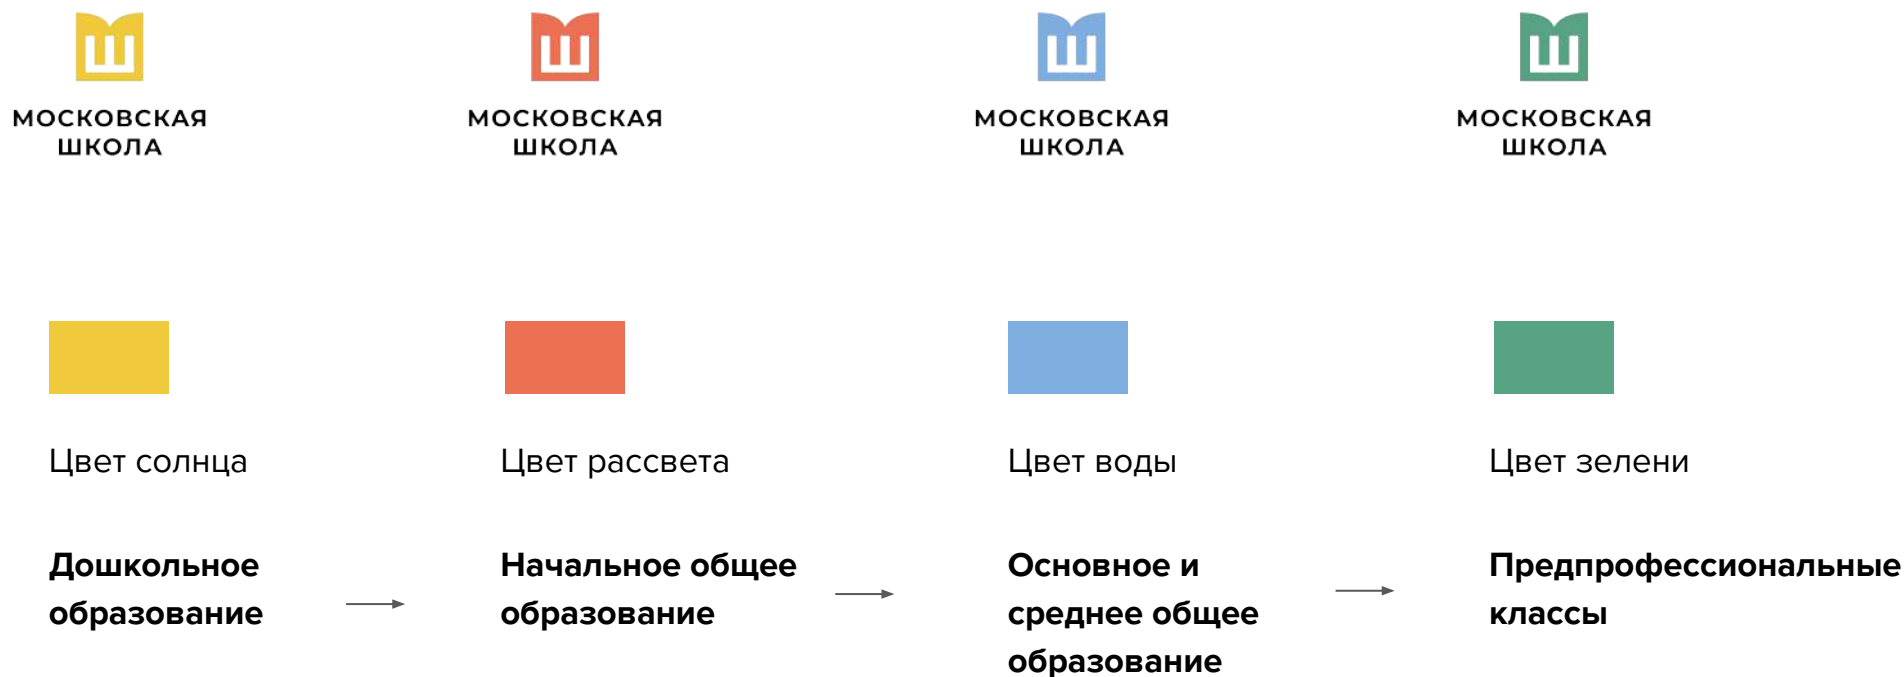 МОСКОВСКАЯ
ШКОЛА
МОСКОВСКАЯ
ШКОЛА
МОСКОВСКАЯ
ШКОЛА
МОСКОВСКАЯ
ШКОЛА
Цвет солнца
Цвет рассвета
Цвет воды
Цвет зелени
Дошкольное
образование
Начальное общее
образование
Основное и
среднее общее
образование
Предпрофессиональные
классы